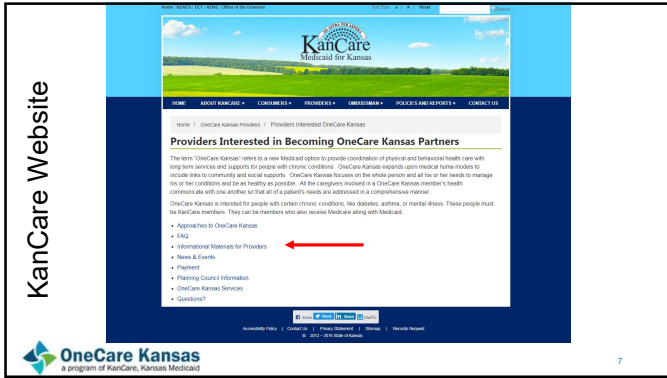 KanCare Website
Home | KDADS | DCF | KDHE | Office of the Governor
Text Size: a | A | Reset
Search
AD ASTRA PER ASPERA
KanCare
Medicaid for Kansas
HOME ABOUT KANCARE CONSUMERS PROVIDERS OMBUDSMAN POLICIES AND REPORTS CONTACT US
Home / OneCare Kansas Providers / Providers Interested OneCare Kansas
Providers Interested in Becoming OneCare Kansas Partners
The term "OneCare Kansas" refers to a new Medicaid option to provide coordination of physical and behavioral health care with
long term services and supports for people with chronic conditions. OneCare Kansas expands upon medical home models to
include links to community and social supports. OneCare Kansas focuses on the whole person and all his or her needs to manage
his or her conditions and be as healthy as possible. All the caregivers involved in a OneCare Kansas member's health
communicate with one another so that all of a patient's needs are addressed in a comprehensive manner.
OneCare Kansas is intended for people with certain chronic conditions, like diabetes, asthma, or mental illness. These people must
be KanCare members. They can be members who also receive Medicare along with Medicaid.
• Approaches to OneCare Kansas
• FAQ
• Informational Materials for Providers
• News & Events
• Payment
• Planning Council Information
• OneCare Kansas Services
• Questions?
Share Tweet Share
Accessibility Policy | Contact Us | Privacy Statement | Sitemap | Records Request
© 2012 – 2016 State of Kansas
OneCare Kansas
a program of KanCare, Kansas Medicaid
7